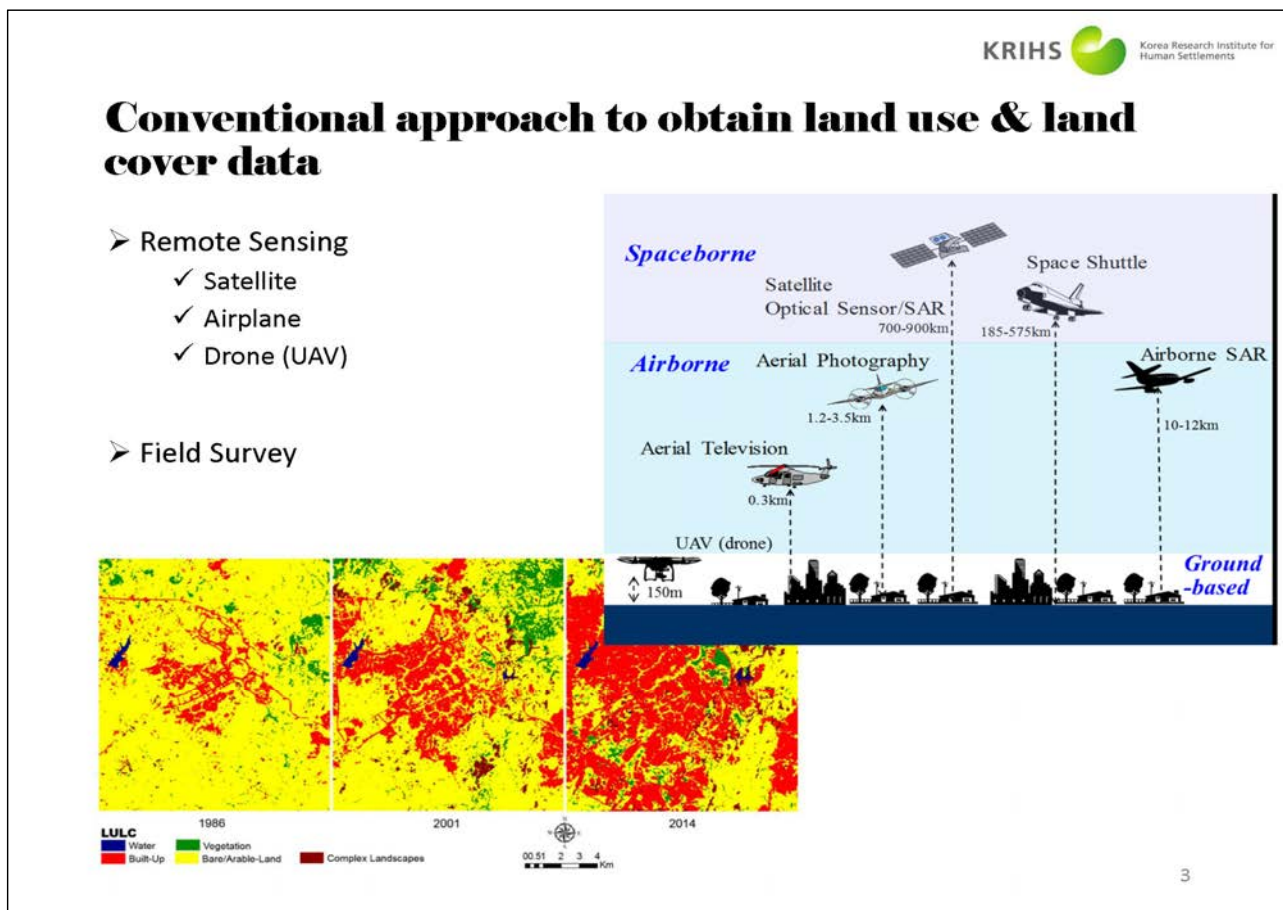 KRIHS
Korea Research Institute for
Human Settlements
Conventional approach to obtain land use & land
cover data
➢ Remote Sensing
✓ Satellite
✓ Airplane
✓ Drone (UAV)
➢ Field Survey
Spaceborne
Space Shuttle
Satellite
Optical Sensor/SAR
700-900km
185-575km
Airborne
Aerial Photography
Airborne SAR
1.2-3.5km
10-12km
Aerial Television
0.3km
UAV (drone)
150m
Ground
-based
1986
2001
2014
LULC
Water
Vegetation
Built-Up
Bare/Arable-Land
Complex Landscapes
N
00.51 2 3 4
Km
3